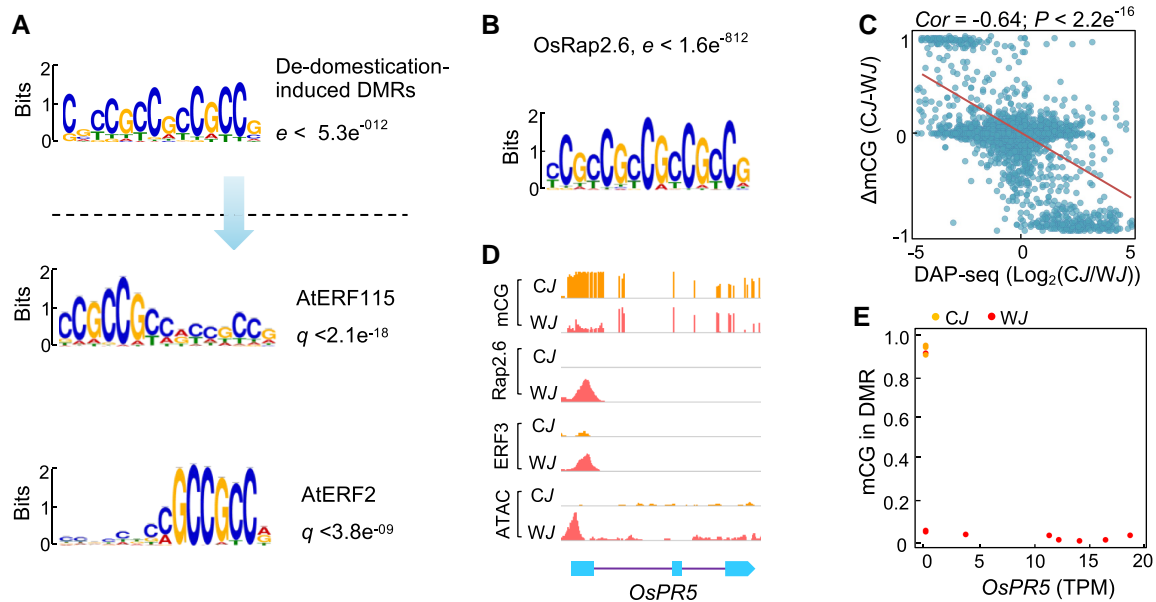 A
2
1
0
Bits
De-domestication-
induced DMRs
e < 5.3e-012
2
1
0
Bits
AtERF115
q <2.1e-18
2
1
0
Bits
AtERF2
q <3.8e-09
B
OsRap2.6, e < 1.6e-812
2
1
0
Bits
C
Cor = -0.64; P < 2.2e-16
1
0
-1
ΔmCG (CJ-WJ)
-5
0
5
DAP-seq (Log2(CJ/WJ))
D
mCG
CJ
WJ
Rap2.6
CJ
WJ
ERF3
CJ
WJ
ATAC
CJ
WJ
OsPR5
E
CJ
WJ
1.0
0.8
0.6
0.4
0.2
0
mCG in DMR
0
5
10
15
20
OsPR5 (TPM)